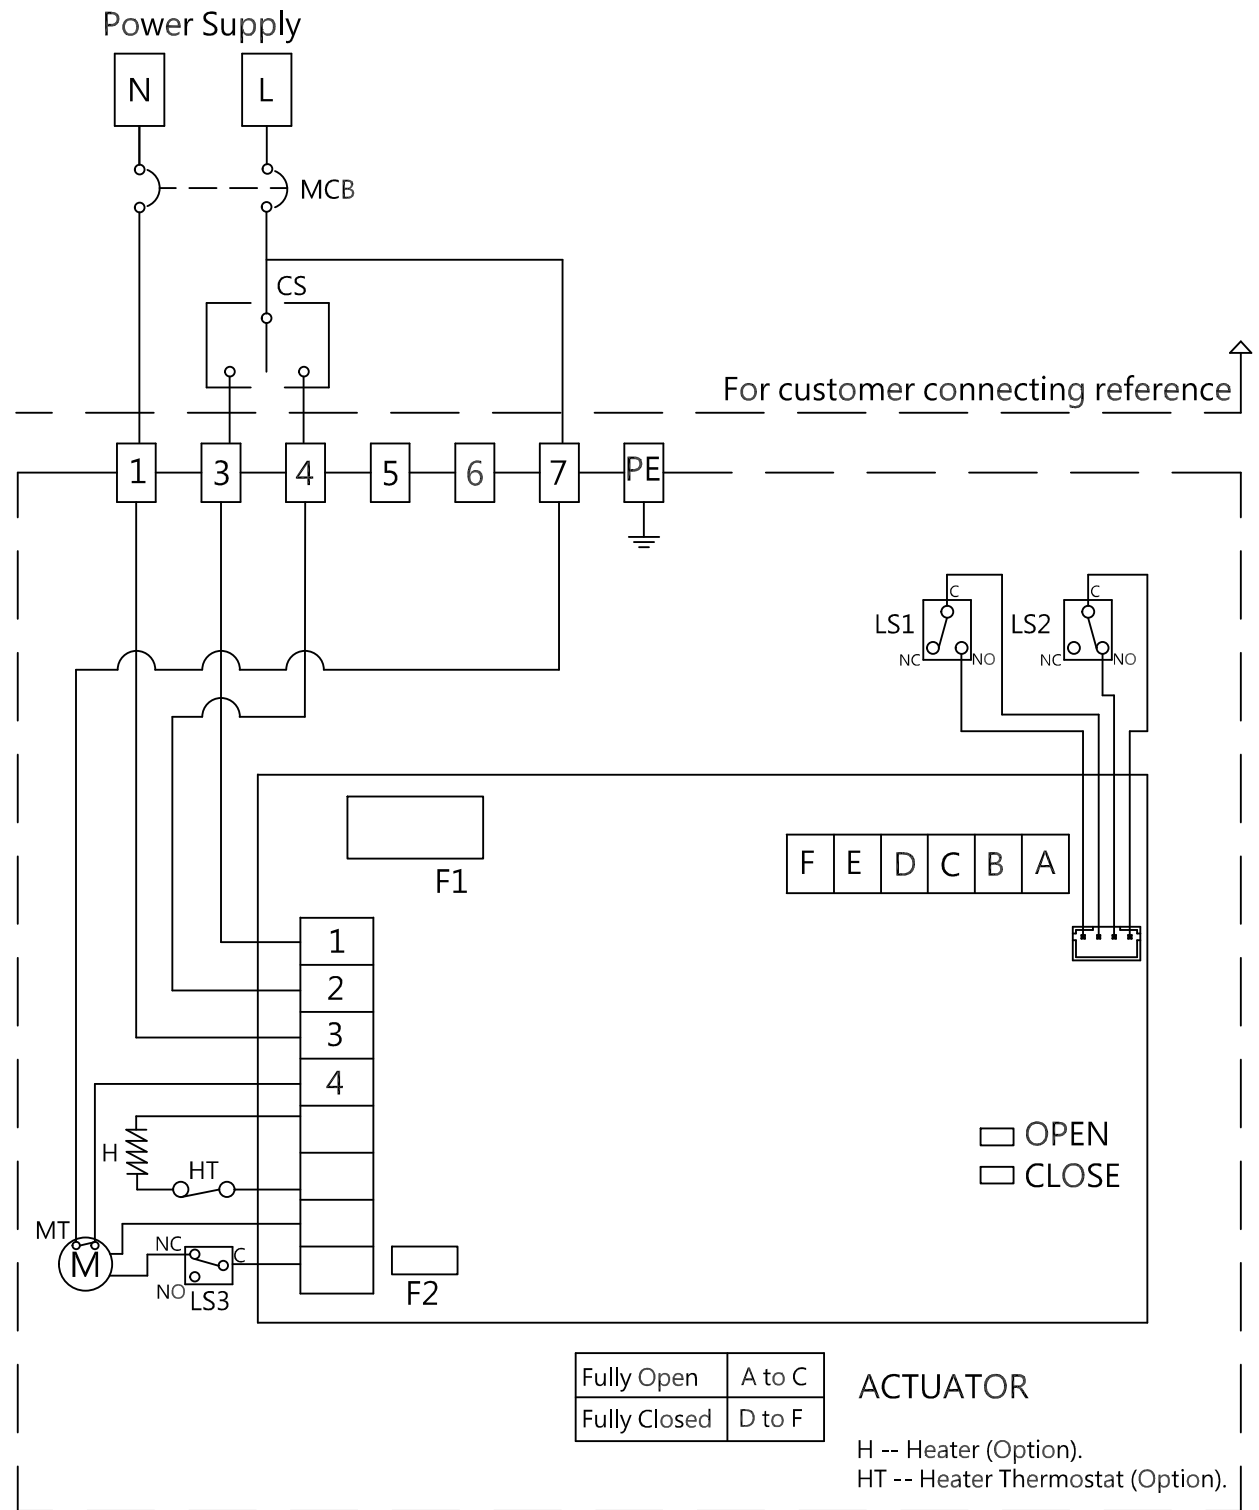 Power Supply
N L
MCB
CS
For customer connecting reference
1 3 4 5 6 7 PE
C C
LS1 LS2
NC NO NC NO
F E D C B A
F1
1
2
3
4
OPEN
H
HT
CLOSE
MT
NC C
M
NO LS3
F2
Fully Open A to C
Fully Closed D to F
ACTUATOR
H -- Heater (Option).
HT -- Heater Thermostat (Option).